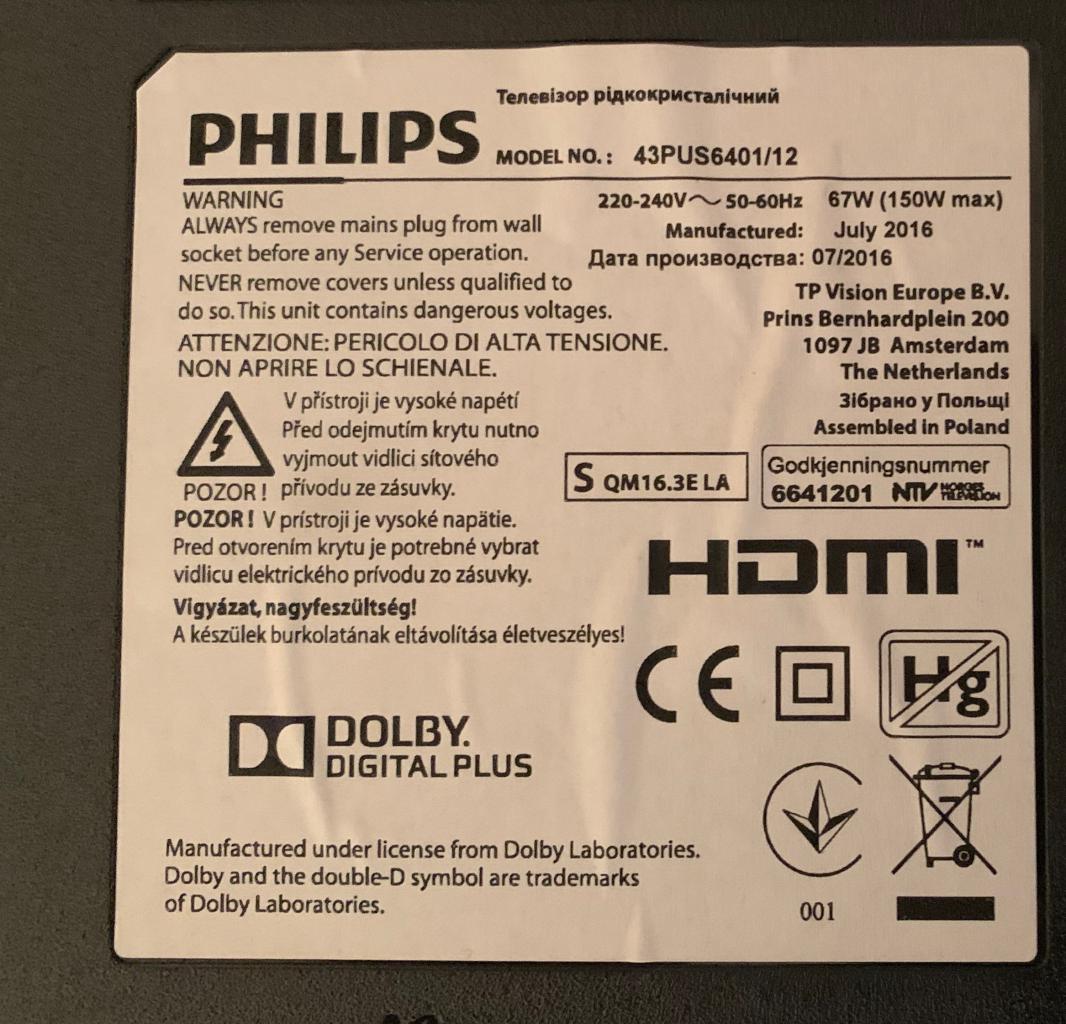 Телевізор рідкокристалічний
PHILIPS
MODEL NO.: 43PUS6401/12
WARNING
ALWAYS remove mains plug from wall
socket before any Service operation.
NEVER remove covers unless qualified to
do so. This unit contains dangerous voltages.
ATTENZIONE: PERICOLO DI ALTA TENSIONE.
NON APRIRE LO SCHIENALE.
220-240V～ 50-60Hz 67W (150W max)
Manufactured: July 2016
Дата производства: 07/2016
TP Vision Europe B.V.
Prins Bernhardplein 200
1097 JB Amsterdam
The Netherlands
Зібрано у Польщі
Assembled in Poland
V přístroji je vysoké napétí
Před odejmutím krytu nutno
vyjmout vidlici sítového
POZOR! přívodu ze zásuvky.
POZOR! V prístroji je vysoké napätie.
Pred otvorením krytu je potrebné vybrat
vidlicu elektrického prívodu zo zásuvky.
Vigyázat, nagyfeszültség!
A készülek burkolatának eltávolítása életveszélyes!
S QM16.3E LA
Godkjenningsnummer
6641201 NTV NORGES
TELEVISJON
HDMI™
CE
Hg
DOLBY.
DIGITAL PLUS
Manufactured under license from Dolby Laboratories.
Dolby and the double-D symbol are trademarks
of Dolby Laboratories.
001